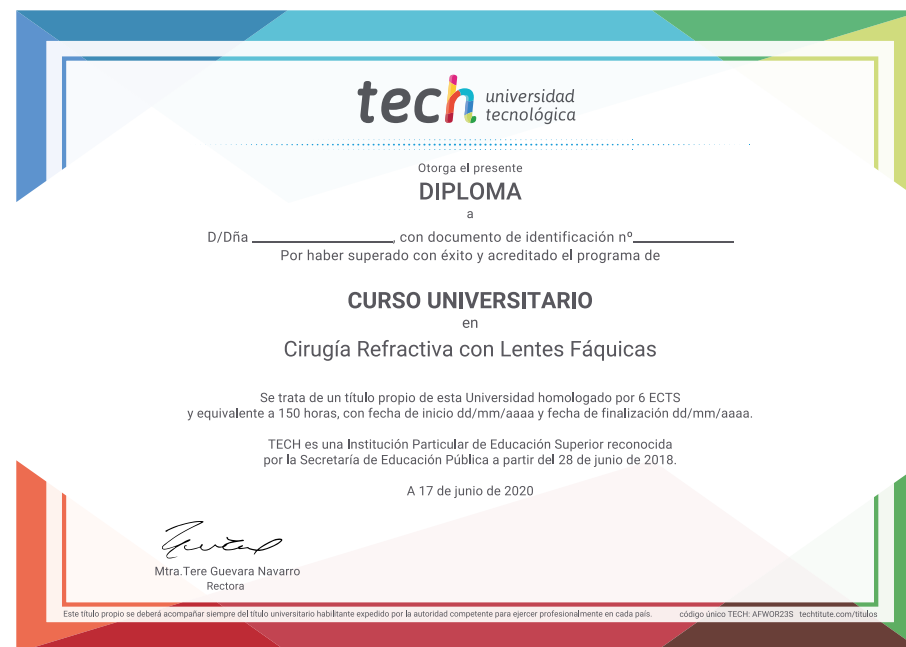 tech universidad
tecnológica
Otorga el presente
DIPLOMA
a
D/Dña ____________________, con documento de identificación nº______________
Por haber superado con éxito y acreditado el programa de
CURSO UNIVERSITARIO
en
Cirugía Refractiva con Lentes Fáquicas
Se trata de un título propio de esta Universidad homologado por 6 ECTS
y equivalente a 150 horas, con fecha de inicio dd/mm/aaaa y fecha de finalización dd/mm/aaaa.
TECH es una Institución Particular de Educación Superior reconocida
por la Secretaría de Educación Pública a partir del 28 de junio de 2018.
A 17 de junio de 2020
Mtra.Tere Guevara Navarro
Rectora
Este título propio se deberá acompañar siempre del título universitario habilitante expedido por la autoridad competente para ejercer profesionalmente en cada país. código único TECH: AFWOR23S techtitute.com/títulos